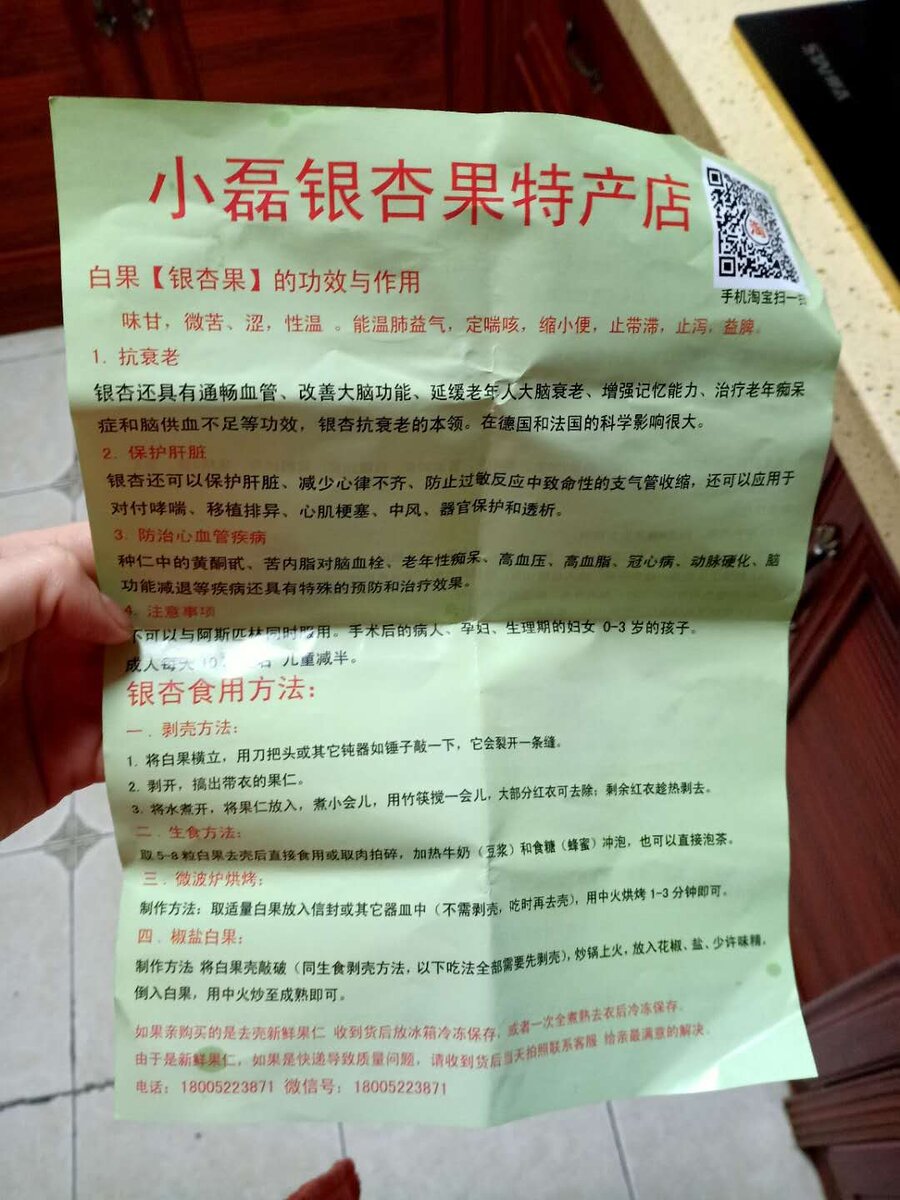 小磊银杏果特产店
手机淘宝扫一扫
白果【银杏果】的功效与作用
味甘，微苦、涩，性温 。能温肺益气，定喘咳，缩小便，止带滞，止泻，益脾。
1. 抗衰老
银杏还具有通畅血管、改善大脑功能、延缓老年人大脑衰老、增强记忆能力、治疗老年痴呆
症和脑供血不足等功效，银杏抗衰老的本领。在德国和法国的科学影响很大。
2. 保护肝脏
银杏还可以保护肝脏、减少心律不齐、防止过敏反应中致命性的支气管收缩，还可以应用于
对付哮喘、移植排异、心肌梗塞、中风、器官保护和透析。
3. 防治心血管疾病
种仁中的黄酮甙、苦内脂对脑血栓、老年性痴呆、高血压、高血脂、冠心病、动脉硬化、脑
功能减退等疾病还具有特殊的预防和治疗效果。
4. 注意事项
不可以与阿斯匹林同时服用。手术后的病人、孕妇、生理期的妇女 0-3 岁的孩子。
成人每天 儿童减半。
银杏食用方法：
一．剥壳方法：
1. 将白果横立，用刀把头或其它钝器如锤子敲一下，它会裂开一条缝。
2. 剥开，搞出带衣的果仁。
3. 将水煮开，将果仁放入，煮小会儿，用竹筷搅一会儿，大部分红衣可去除；剩余红衣趁热剥去。
二．生食方法：
取 5-8 粒白果去壳后直接食用或取肉拍碎，加热牛奶（豆浆）和食糖（蜂蜜）冲泡，也可以直接泡茶。
三．微波炉烘烤：
制作方法：取适量白果放入信封或其它器皿中（不需剥壳，吃时再去壳），用中火烘烤 1-3 分钟即可。
四．椒盐白果：
制作方法：将白果壳敲破（同生食剥壳方法，以下吃法全部需要先剥壳），炒锅上火，放入花椒、盐、少许味精，
倒入白果，用中火炒至成熟即可。
如果亲购买的是去壳新鲜果仁 收到货后放冰箱冷冻保存，或者一次全煮熟去衣后冷冻保存。
由于是新鲜果仁，如果是快递导致质量问题，请收到货后当天拍照联系客服 给亲最满意的解决.
电话：18005223871 微信号：18005223871